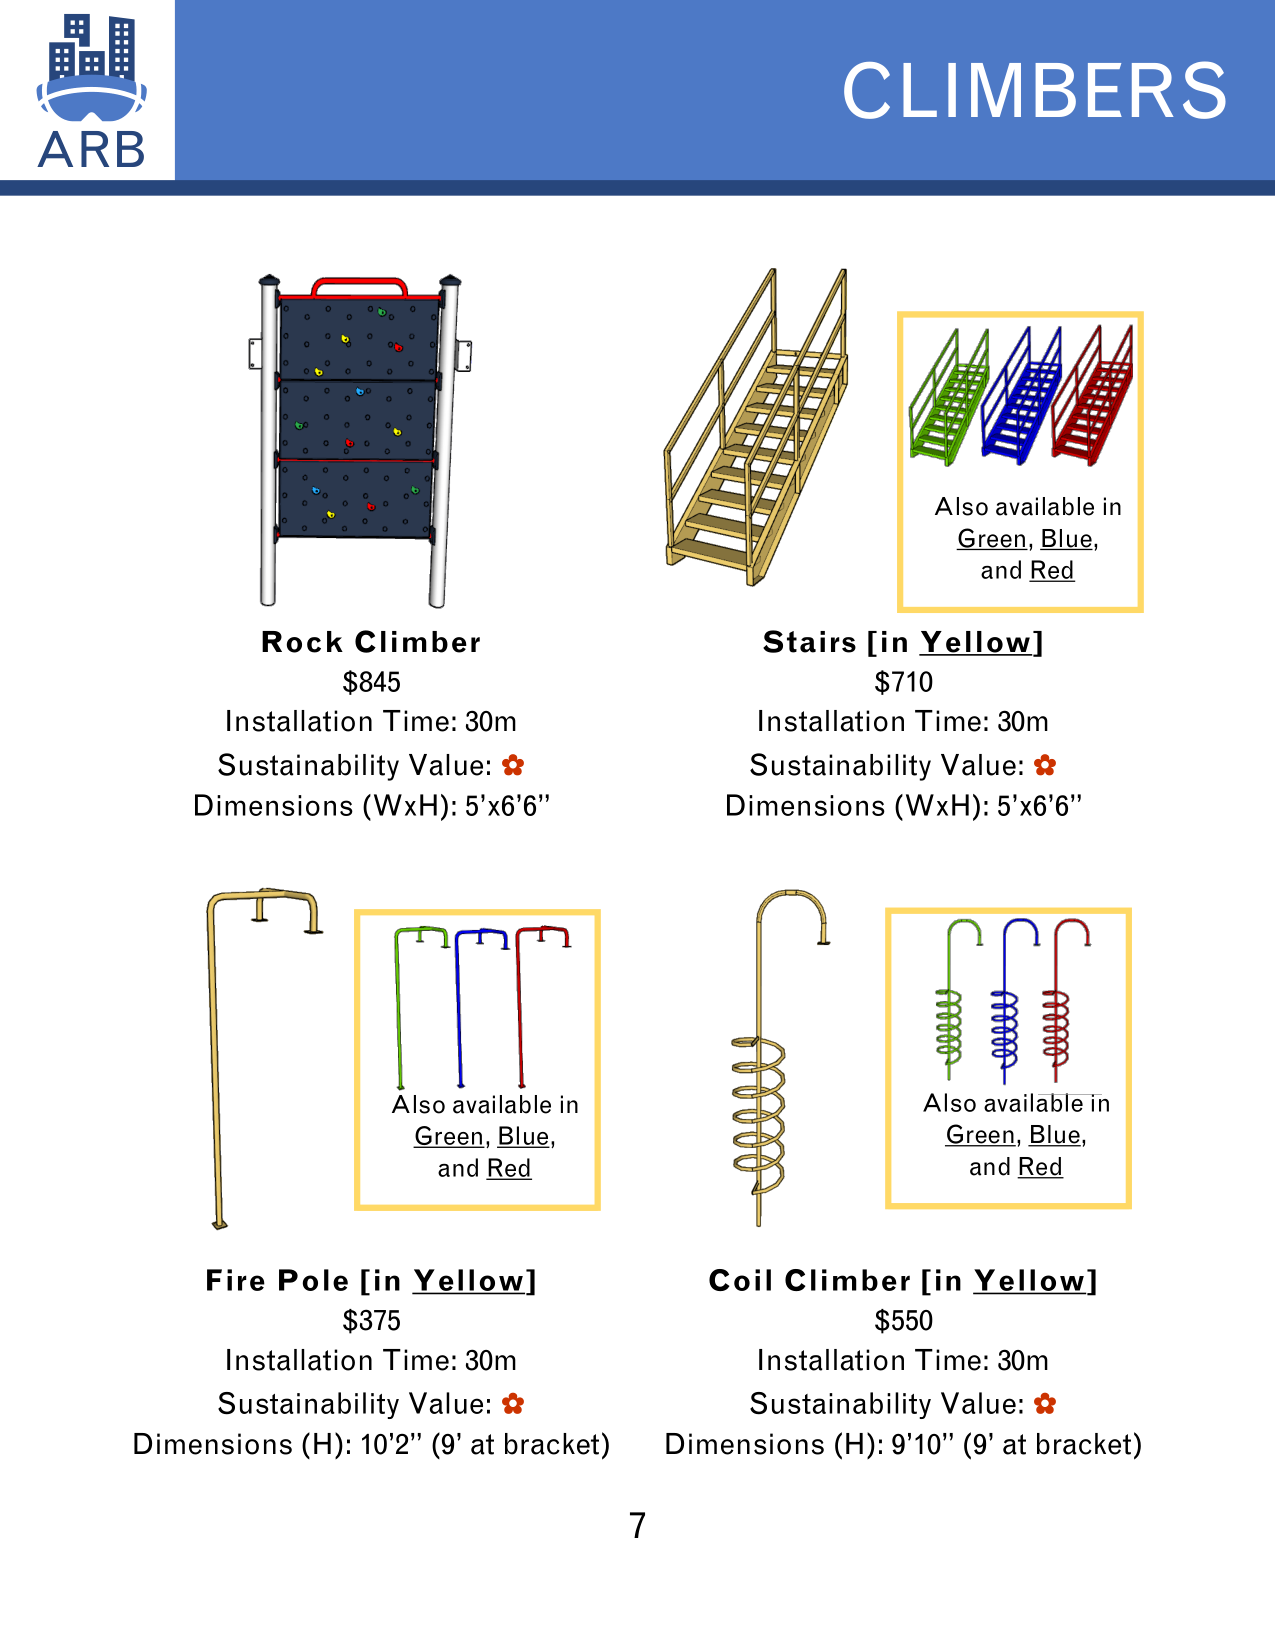 ARB
CLIMBERS
Also available in
Green, Blue,
and Red
Rock Climber
$845
Installation Time: 30m
Sustainability Value: ✿
Dimensions (WxH): 5’x6’6’’
Stairs [in Yellow]
$710
Installation Time: 30m
Sustainability Value: ✿
Dimensions (WxH): 5’x6’6’’
Also available in
Green, Blue,
and Red
Fire Pole [in Yellow]
$375
Installation Time: 30m
Sustainability Value: ✿
Dimensions (H): 10’2’’ (9’ at bracket)
Also available in
Green, Blue,
and Red
Coil Climber [in Yellow]
$550
Installation Time: 30m
Sustainability Value: ✿
Dimensions (H): 9’10’’ (9’ at bracket)
7